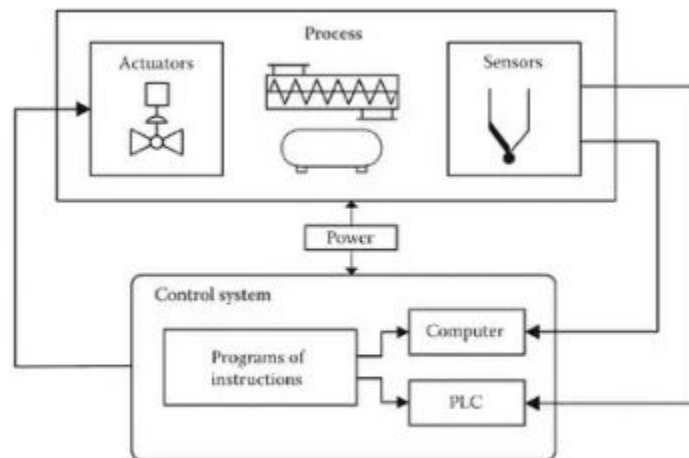 Process
Actuators
Sensors
Power
Control system
Programs of
instructions
Computer
PLC